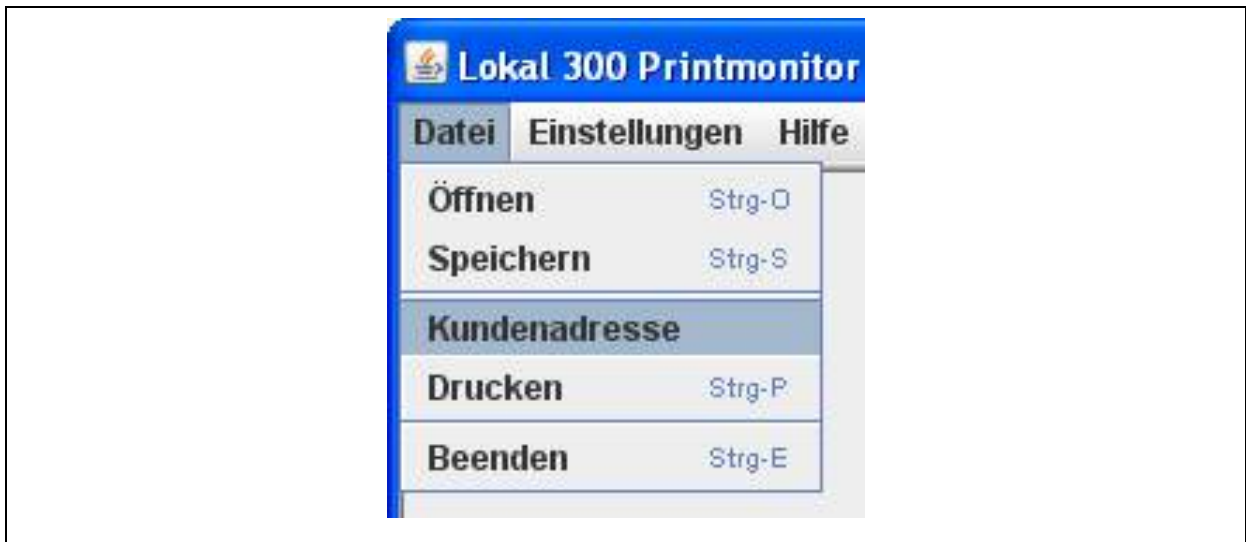 Lokal 300 Printmonitor
Datei Einstellungen Hilfe
Öffnen Strg-O
Speichern Strg-S
Kundenadresse
Drucken Strg-P
Beenden Strg-E